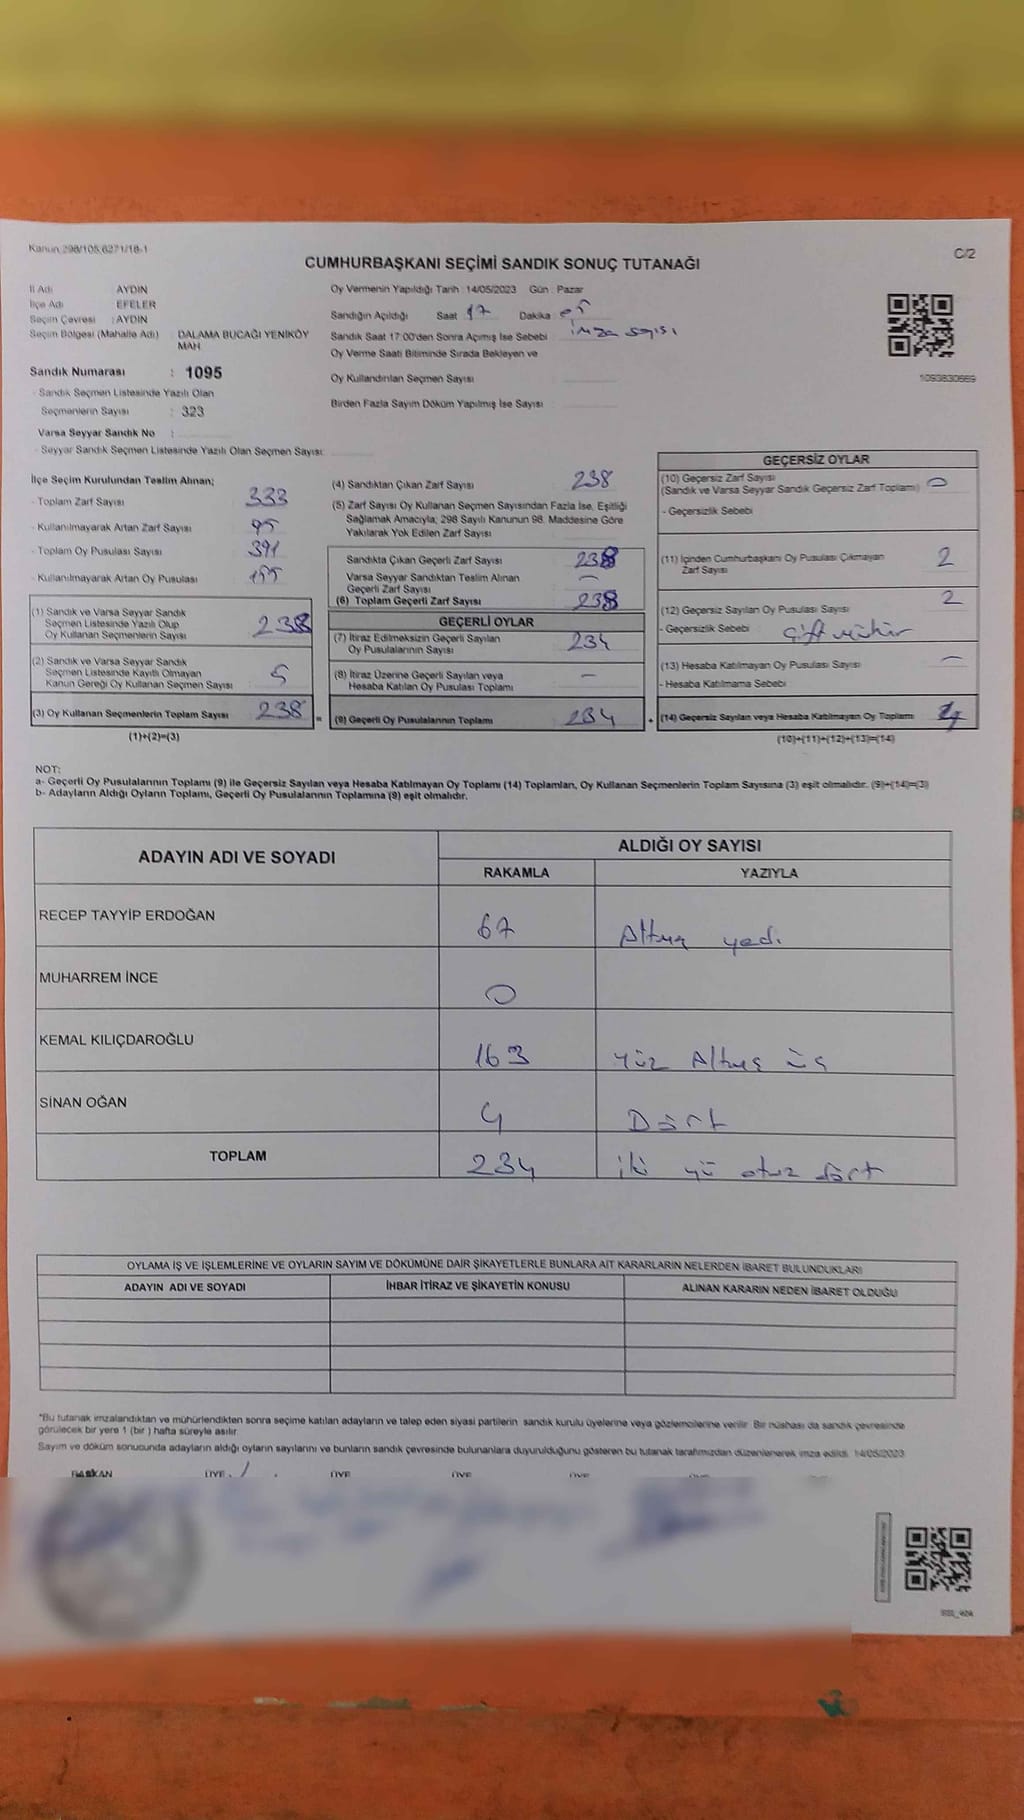 Kanun 298/105,6271/18-1
C/2
CUMHURBAŞKANI SEÇİMİ SANDIK SONUÇ TUTANAĞI
İl Adı AYDIN
İlçe Adı EFELER
Seçim Çevresi : AYDIN
Seçim Bölgesi (Mahalle Adı) : DALAMA BUCAĞI YENİKÖY
MAH
Sandık Numarası : 1095
- Sandık Seçmen Listesinde Yazılı Olan
Seçmenlerin Sayısı : 323
Varsa Seyyar Sandık No :
- Seyyar Sandık Seçmen Listesinde Yazılı Olan Seçmen Sayısı:
Oy Vermenin Yapıldığı Tarih : 14/05/2023 Gün : Pazar
Sandığın Açıldığı Saat 17 Dakika 05
Sandık Saat 17:00'den Sonra Açımış İse Sebebi imza sayısı
Oy Verme Saati Bitiminde Sırada Bekleyen ve
Oy Kullandırılan Seçmen Sayısı
Birden Fazla Sayım Döküm Yapılmış İse Sayısı
1093830669
İlçe Seçim Kurulundan Teslim Alınan;
- Toplam Zarf Sayısı 333
- Kullanılmayarak Artan Zarf Sayısı 95
- Toplam Oy Pusulası Sayısı 391
- Kullanılmayarak Artan Oy Pusulası
(1) Sandık ve Varsa Seyyar Sandık
Seçmen Listesinde Yazılı Olup
Oy Kullanan Seçmenlerin Sayısı 238
(2) Sandık ve Varsa Seyyar Sandık
Seçmen Listesinde Kayıtlı Olmayan
Kanun Gereği Oy Kullanan Seçmen Sayısı 5
(3) Oy Kullanan Seçmenlerin Toplam Sayısı 238 =
(1)+(2)=(3)
(4) Sandıktan Çıkan Zarf Sayısı 238
(5) Zarf Sayısı Oy Kullanan Seçmen Sayısından Fazla İse, Eşitliği
Sağlamak Amacıyla; 298 Sayılı Kanunun 98. Maddesine Göre
Yakılarak Yok Edilen Zarf Sayısı
Sandıkta Çıkan Geçerli Zarf Sayısı 238
Varsa Seyyar Sandıktan Teslim Alınan
Geçerli Zarf Sayısı —
(6) Toplam Geçerli Zarf Sayısı 238
GEÇERLİ OYLAR
(7) İtiraz Edilmeksizin Geçerli Sayılan
Oy Pusulalarının Sayısı 234
(8) İtiraz Üzerine Geçerli Sayılan veya
Hesaba Katılan Oy Pusulası Toplamı —
(9) Geçerli Oy Pusulalarının Toplamı 234 +
GEÇERSİZ OYLAR
(10) Geçersiz Zarf Sayısı
(Sandık ve Varsa Seyyar Sandık Geçersiz Zarf Toplamı) 0
- Geçersizlik Sebebi
(11) İçinden Cumhurbaşkanı Oy Pusulası Çıkmayan
Zarf Sayısı 2
(12) Geçersiz Sayılan Oy Pusulası Sayısı 2
- Geçersizlik Sebebi çift mühür
(13) Hesaba Katılmayan Oy Pusulası Sayısı —
- Hesaba Katılmama Sebebi
(14) Geçersiz Sayılan veya Hesaba Katılmayan Oy Toplamı 4
(10)+(11)+(12)+(13)=(14)
NOT:
a- Geçerli Oy Pusulalarının Toplamı (9) ile Geçersiz Sayılan veya Hesaba Katılmayan Oy Toplamı (14) Toplamları, Oy Kullanan Seçmenlerin Toplam Sayısına (3) eşit olmalıdır. (9)+(14)=(3)
b- Adayların Aldığı Oyların Toplamı, Geçerli Oy Pusulalarının Toplamına (9) eşit olmalıdır.
ADAYIN ADI VE SOYADI
ALDIĞI OY SAYISI
RAKAMLA YAZIYLA
RECEP TAYYİP ERDOĞAN 67 Altmış yedi
MUHARREM İNCE 0
KEMAL KILIÇDAROĞLU 163 yüz Altmış üç
SİNAN OĞAN 4 Dört
TOPLAM 234 iki yü otuz dört
OYLAMA İŞ VE İŞLEMLERİNE VE OYLARIN SAYIM VE DÖKÜMÜNE DAİR ŞİKAYETLERLE BUNLARA AİT KARARLARIN NELERDEN İBARET BULUNDUKLARI
ADAYIN ADI VE SOYADI İHBAR İTİRAZ VE ŞİKAYETİN KONUSU ALINAN KARARIN NEDEN İBARET OLDUĞU
*Bu tutanak imzalandıktan ve mühürlendikten sonra seçime katılan adayların ve talep eden siyasi partilerin sandık kurulu üyelerine veya gözlemcilerine verilir. Bir nüshası da sandık çevresinde
görülecek bir yere 1 (bir ) hafta süreyle asılır.
Sayım ve döküm sonucunda adayların aldığı oyların sayılarını ve bunların sandık çevresinde bulunanlara duyurulduğunu gösteren bu tutanak tarafımızdan düzenlenerek imza edildi. 14/05/2023
BAŞKAN ÜYE ÜYE ÜYE ÜYE ÜYE